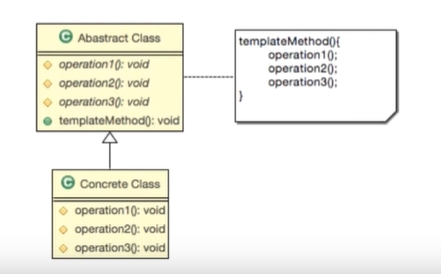 C Abastract Class
operation1(): void
operation2(): void
operation3(): void
templateMethod(): void
templateMethod(){
operation1();
operation2();
operation3();
}
C Concrete Class
operation1(): void
operation2(): void
operation3(): void